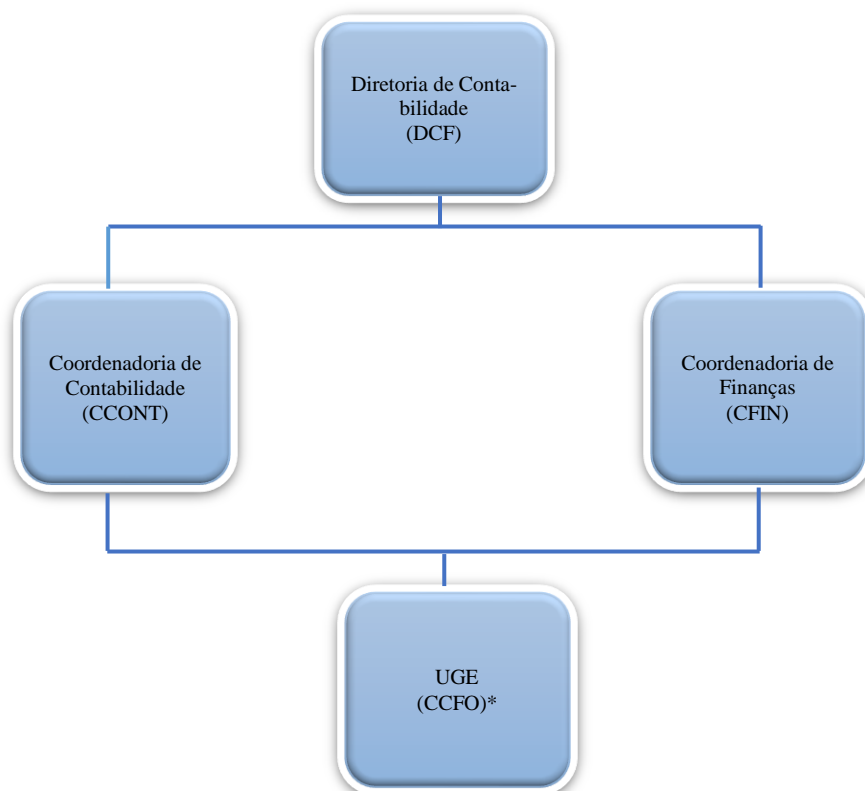 Diretoria de Conta-
bilidade
(DCF)
Coordenadoria de
Contabilidade
(CCONT)
Coordenadoria de
Finanças
(CFIN)
UGE
(CCFO)*